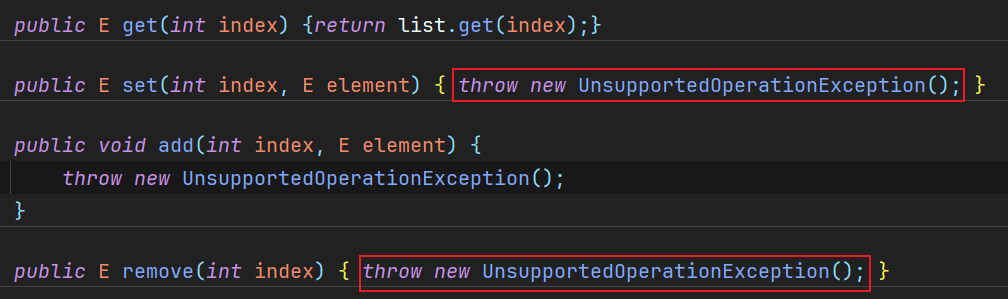 public E get(int index) {return list.get(index);}
public E set(int index, E element) { throw new UnsupportedOperationException(); }
public void add(int index, E element) {
throw new UnsupportedOperationException();
}
public E remove(int index) { throw new UnsupportedOperationException(); }